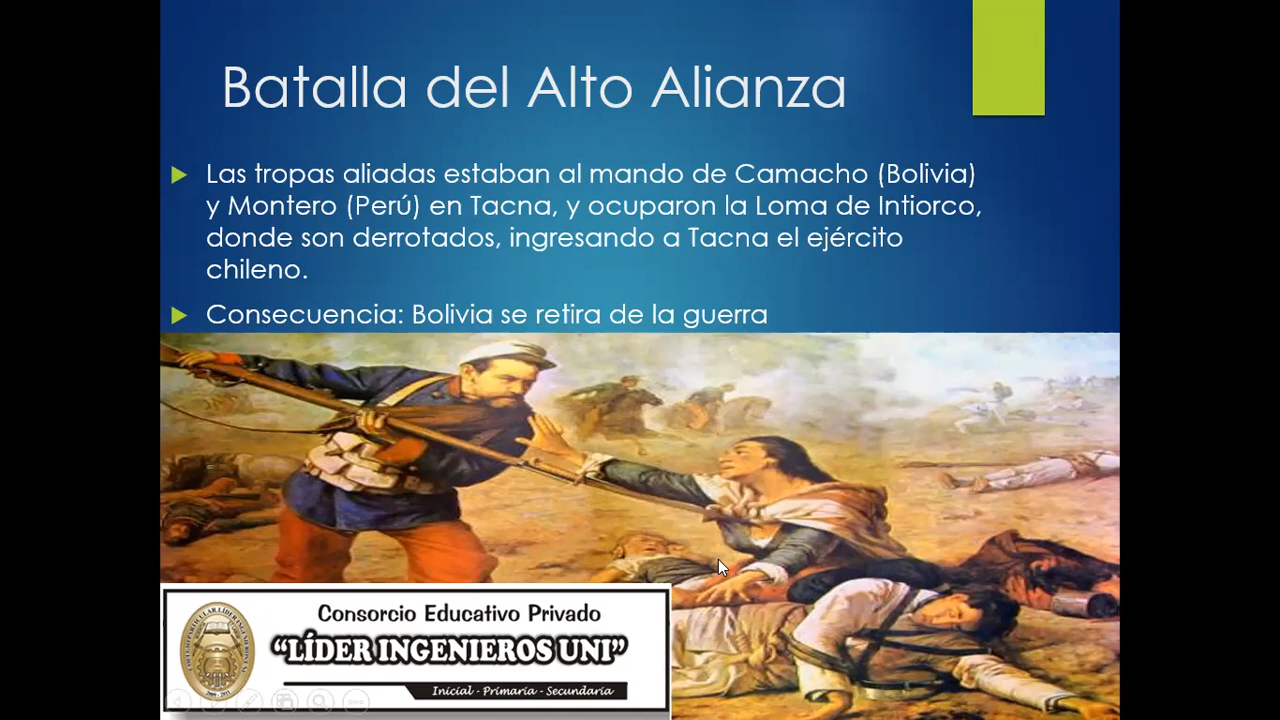 Batalla del Alto Alianza
Las tropas aliadas estaban al mando de Camacho (Bolivia)
y Montero (Perú) en Tacna, y ocuparon la Loma de Intiorco,
donde son derrotados, ingresando a Tacna el ejército
chileno.
Consecuencia: Bolivia se retira de la guerra
Consorcio Educativo Privado
“LÍDER INGENIEROS UNI”
Inicial - Primaria - Secundaria